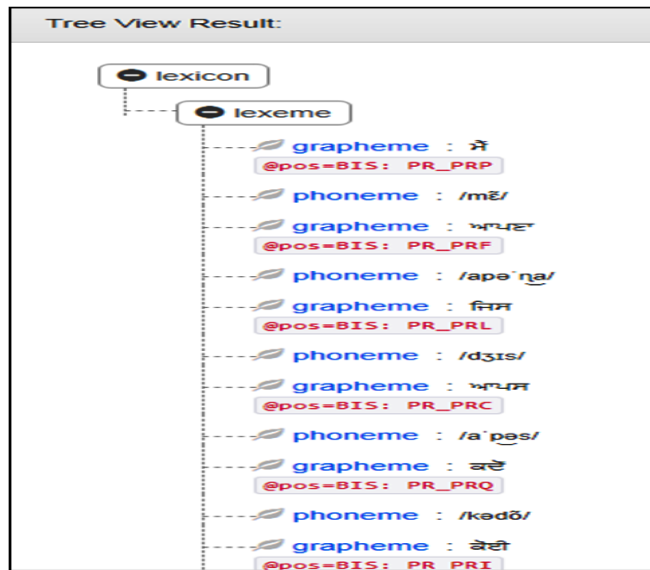 Tree View Result:
lexicon
lexeme
grapheme : ਮੈਂ
@pos=BIS: PR_PRP
phoneme : /mɛ̃/
grapheme : ਆਪਣਾ
@pos=BIS: PR_PRF
phoneme : /apə˙ɳ͜a/
grapheme : ਜਿਸ
@pos=BIS: PR_PRL
phoneme : /dʒɪs/
grapheme : ਆਪਸ
@pos=BIS: PR_PRC
phoneme : /a˙p͜əs/
grapheme : ਕਦੋਂ
@pos=BIS: PR_PRQ
phoneme : /kədõ/
grapheme : ਕੋਈ
@pos=BIS: PR_PRI